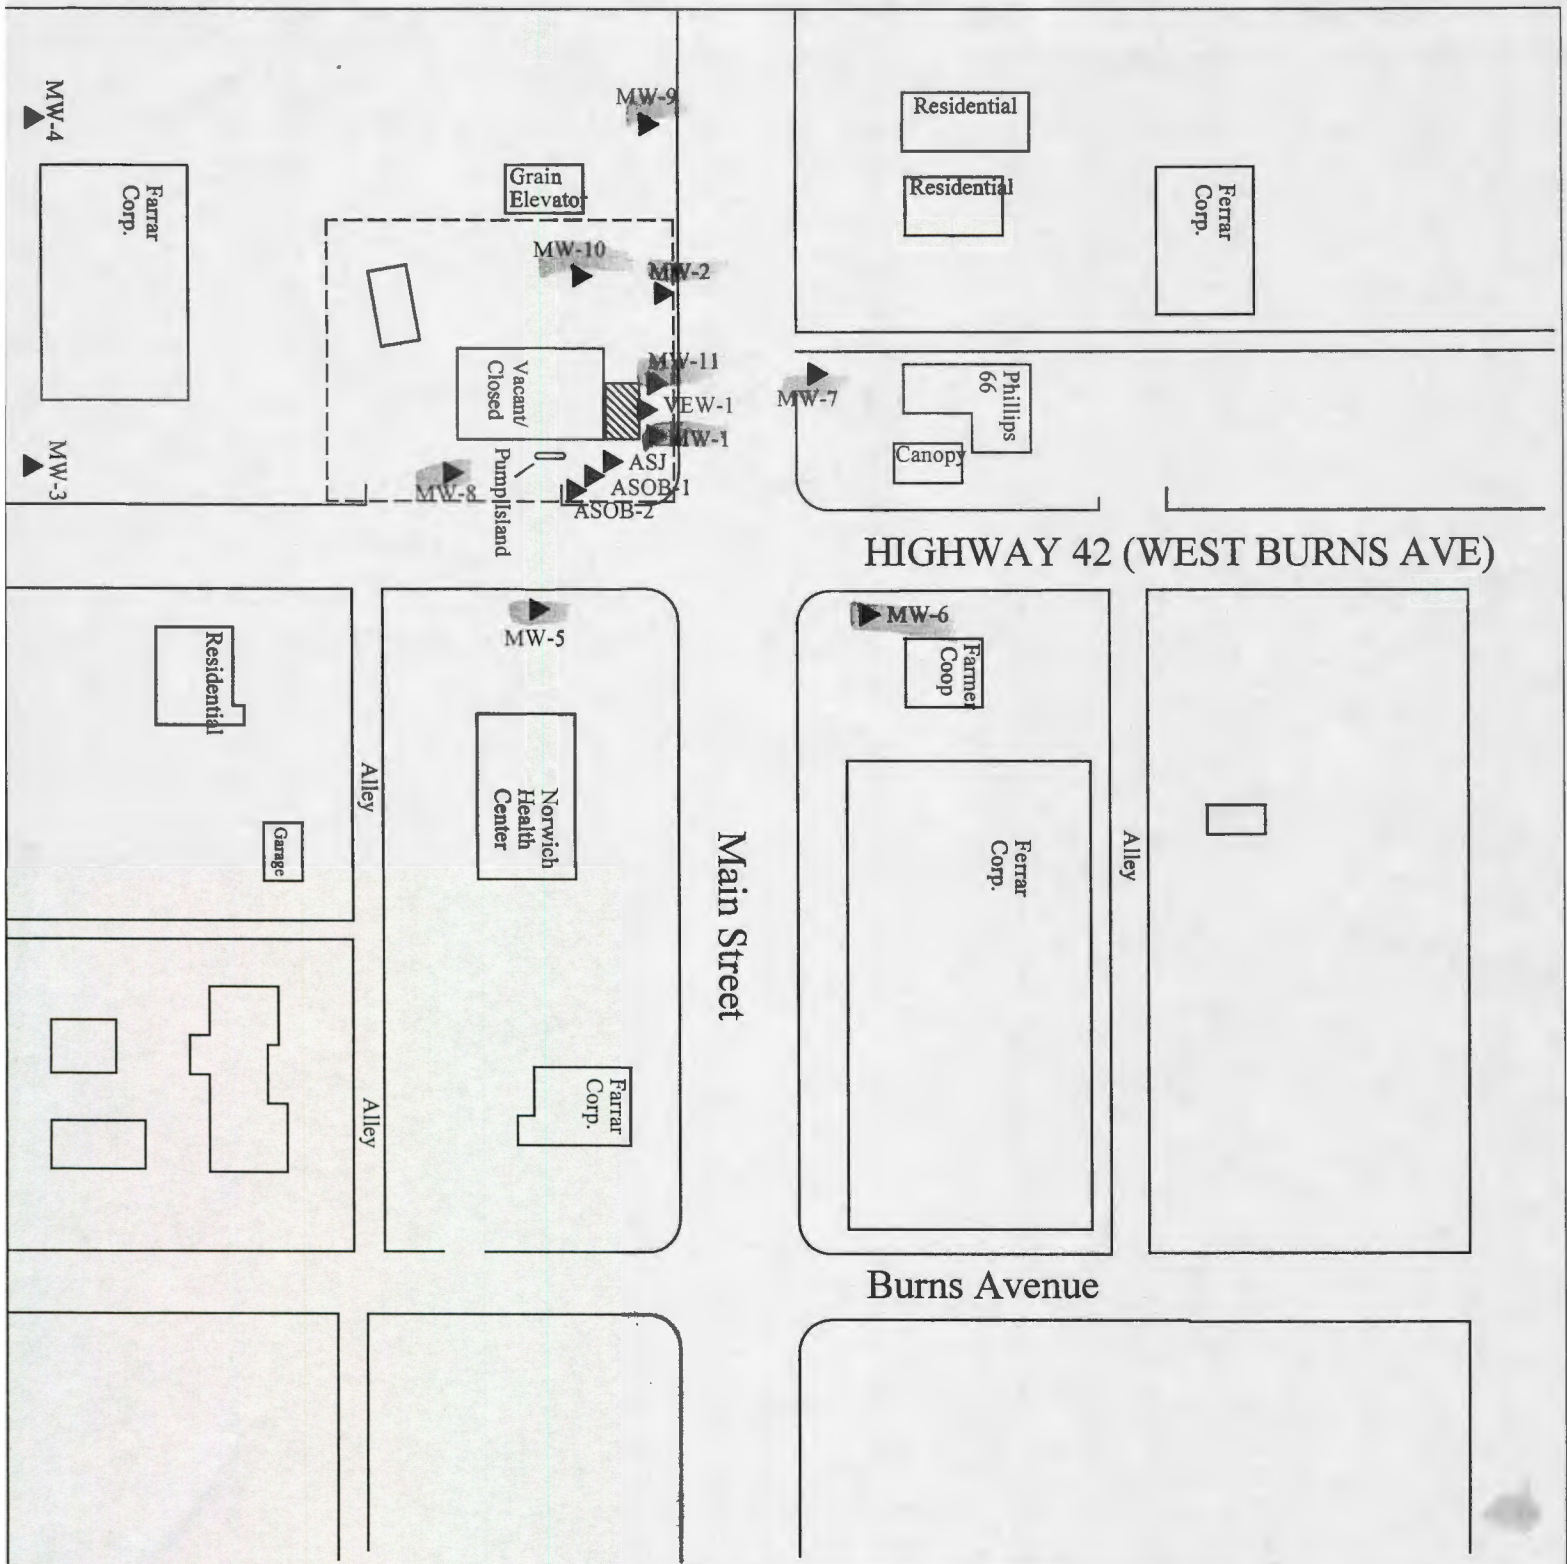 MW-4
MW-9
Residential
Grain
Elevator
Residential
Farrar
Corp.
Ferrar
Corp.
MW-10
MW-2
MW-11
Vacant/
Closed
VEW-1
MW-7
Phillips
66
MW-1
Canopy
MW-3
MW-8
Pump Island
ASJ
ASOB-1
ASOB-2
HIGHWAY 42 (WEST BURNS AVE)
MW-5
MW-6
Residential
Farmer
Coop
Alley
Norwich
Health
Center
Garage
Main Street
Ferrar
Corp.
Alley
Farrar
Corp.
Alley
Burns Avenue